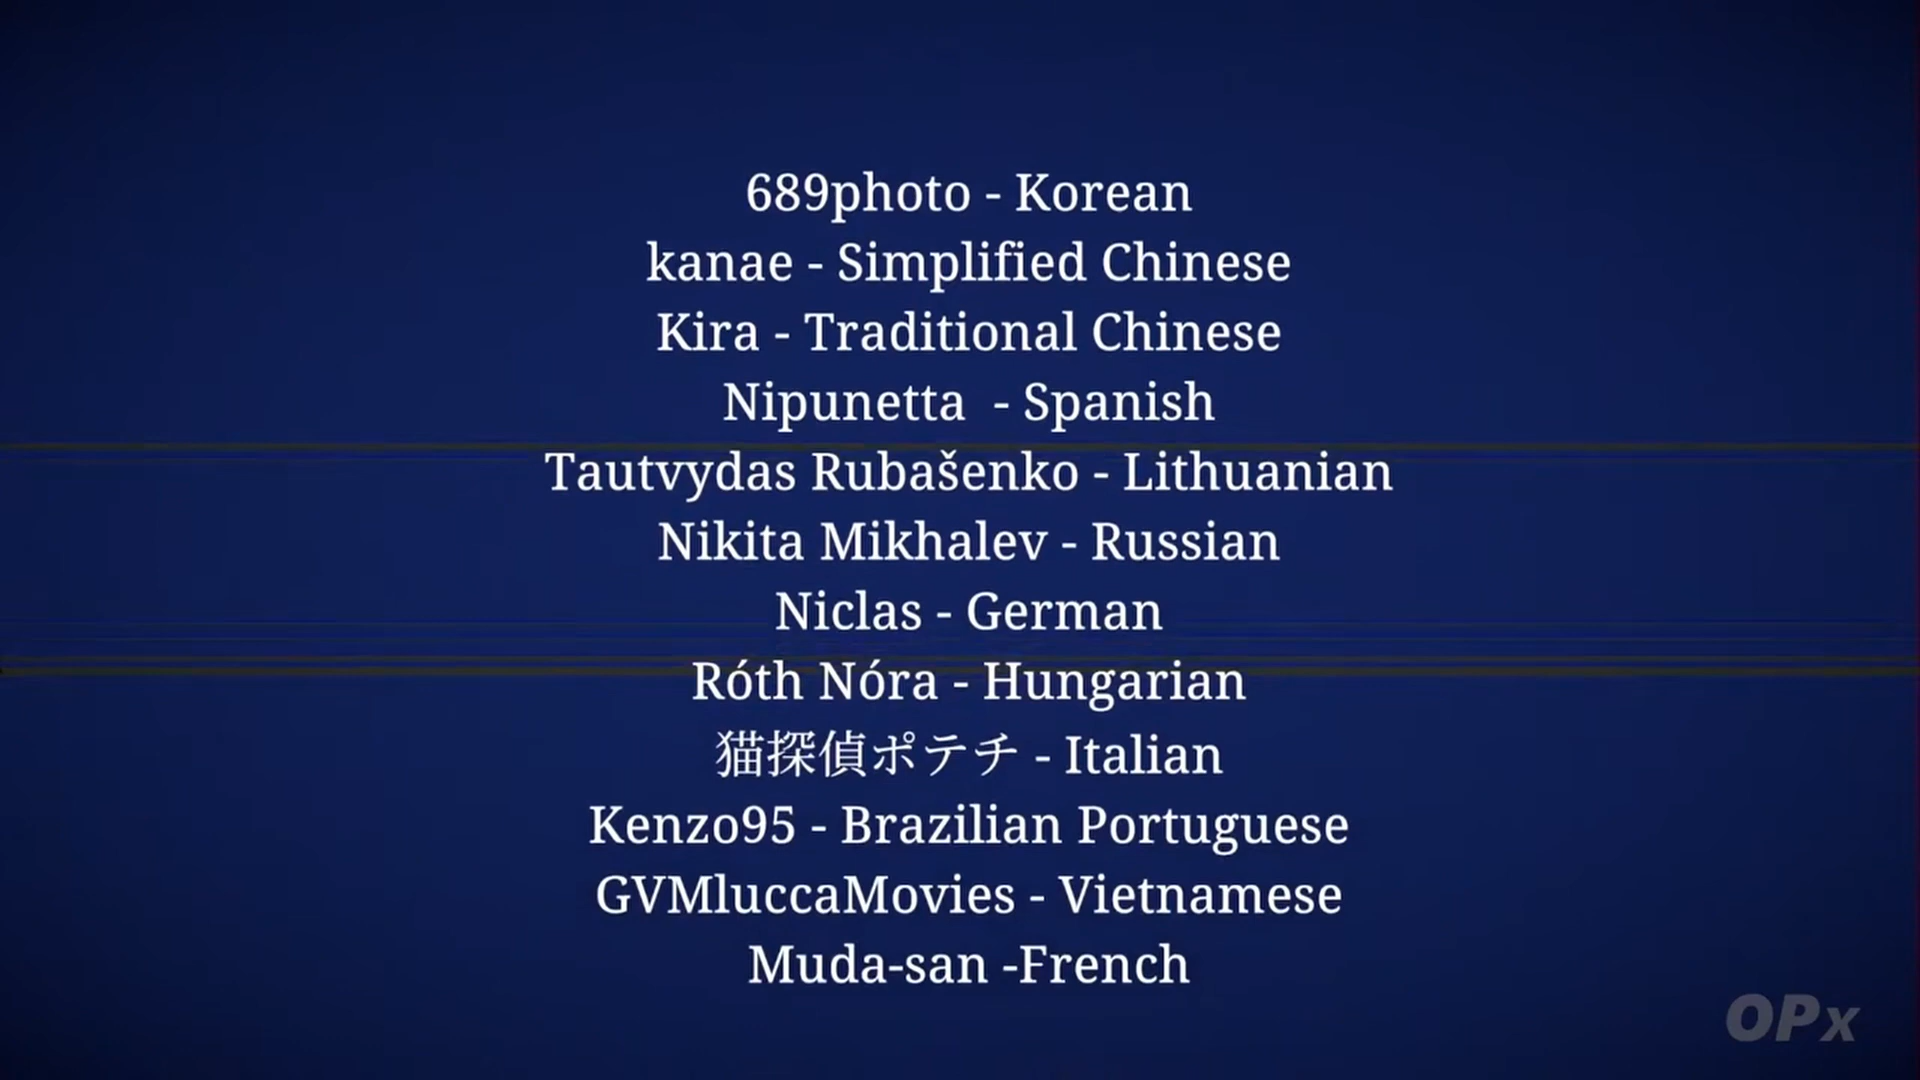 689photo - Korean
kanae - Simplified Chinese
Kira - Traditional Chinese
Nipunetta  - Spanish
Tautvydas Rubašenko - Lithuanian
Nikita Mikhalev - Russian
Niclas - German
Róth Nóra - Hungarian
猫探偵ポテチ - Italian
Kenzo95 - Brazilian Portuguese
GVMluccaMovies - Vietnamese
Muda-san -French
OPx